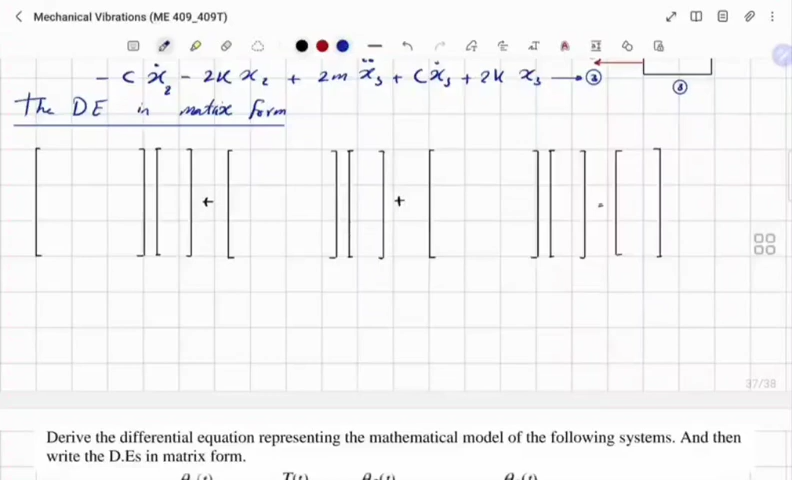 Mechanical Vibrations (ME 409_409T)
- C ẋ₂ - 2K x₂ + 2m ẍ₃ + C ẋ₃ + 2K x₃ → ③
③
The DE in matrix form
[ ][ ] + [ ][ ] + [ ][ ] = [ ]
37/38
Derive the differential equation representing the mathematical model of the following systems. And then
write the D.Es in matrix form.